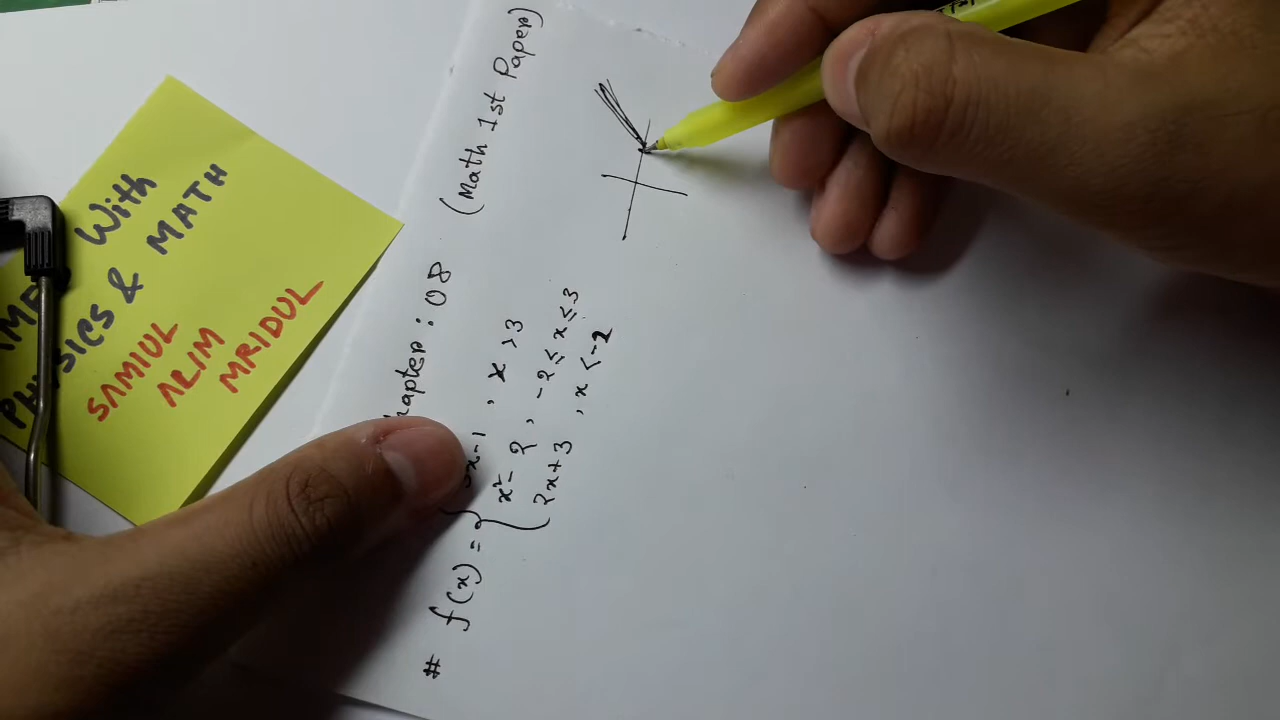 With
PHYSICS & MATH
SAMIUL
ALIM
MRIDUL
hapter : 08 (Math 1st Paper)
# f(x) = { x-1 , x > 3
x² - 2 , -2 ≤ x ≤ 3
2x+3 , x < -2